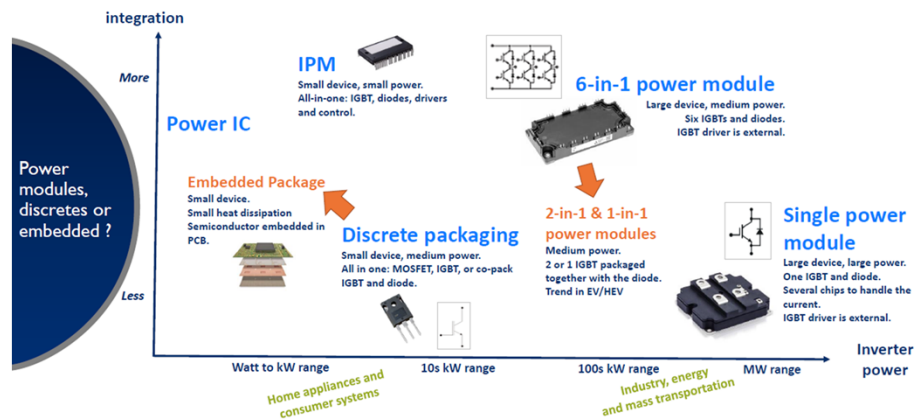 integration
More
Less
Power
modules,
discretes or
embedded ?
Power IC
IPM
Small device, small power.
All-in-one: IGBT, diodes, drivers
and control.
6-in-1 power module
Large device, medium power.
Six IGBTs and diodes.
IGBT driver is external.
Embedded Package
Small device.
Small heat dissipation
Semiconductor embedded in
PCB.
Discrete packaging
Small device, medium power.
All in one: MOSFET, IGBT, or co-pack
IGBT and diode.
2-in-1 & 1-in-1
power modules
Medium power.
2 or 1 IGBT packaged
together with the diode.
Trend in EV/HEV
Single power
module
Large device, large power.
One IGBT and diode.
Several chips to handle the
current.
IGBT driver is external.
Watt to kW range
10s kW range
100s kW range
MW range
Inverter
power
Home appliances and
consumer systems
Industry, energy
and mass transportation